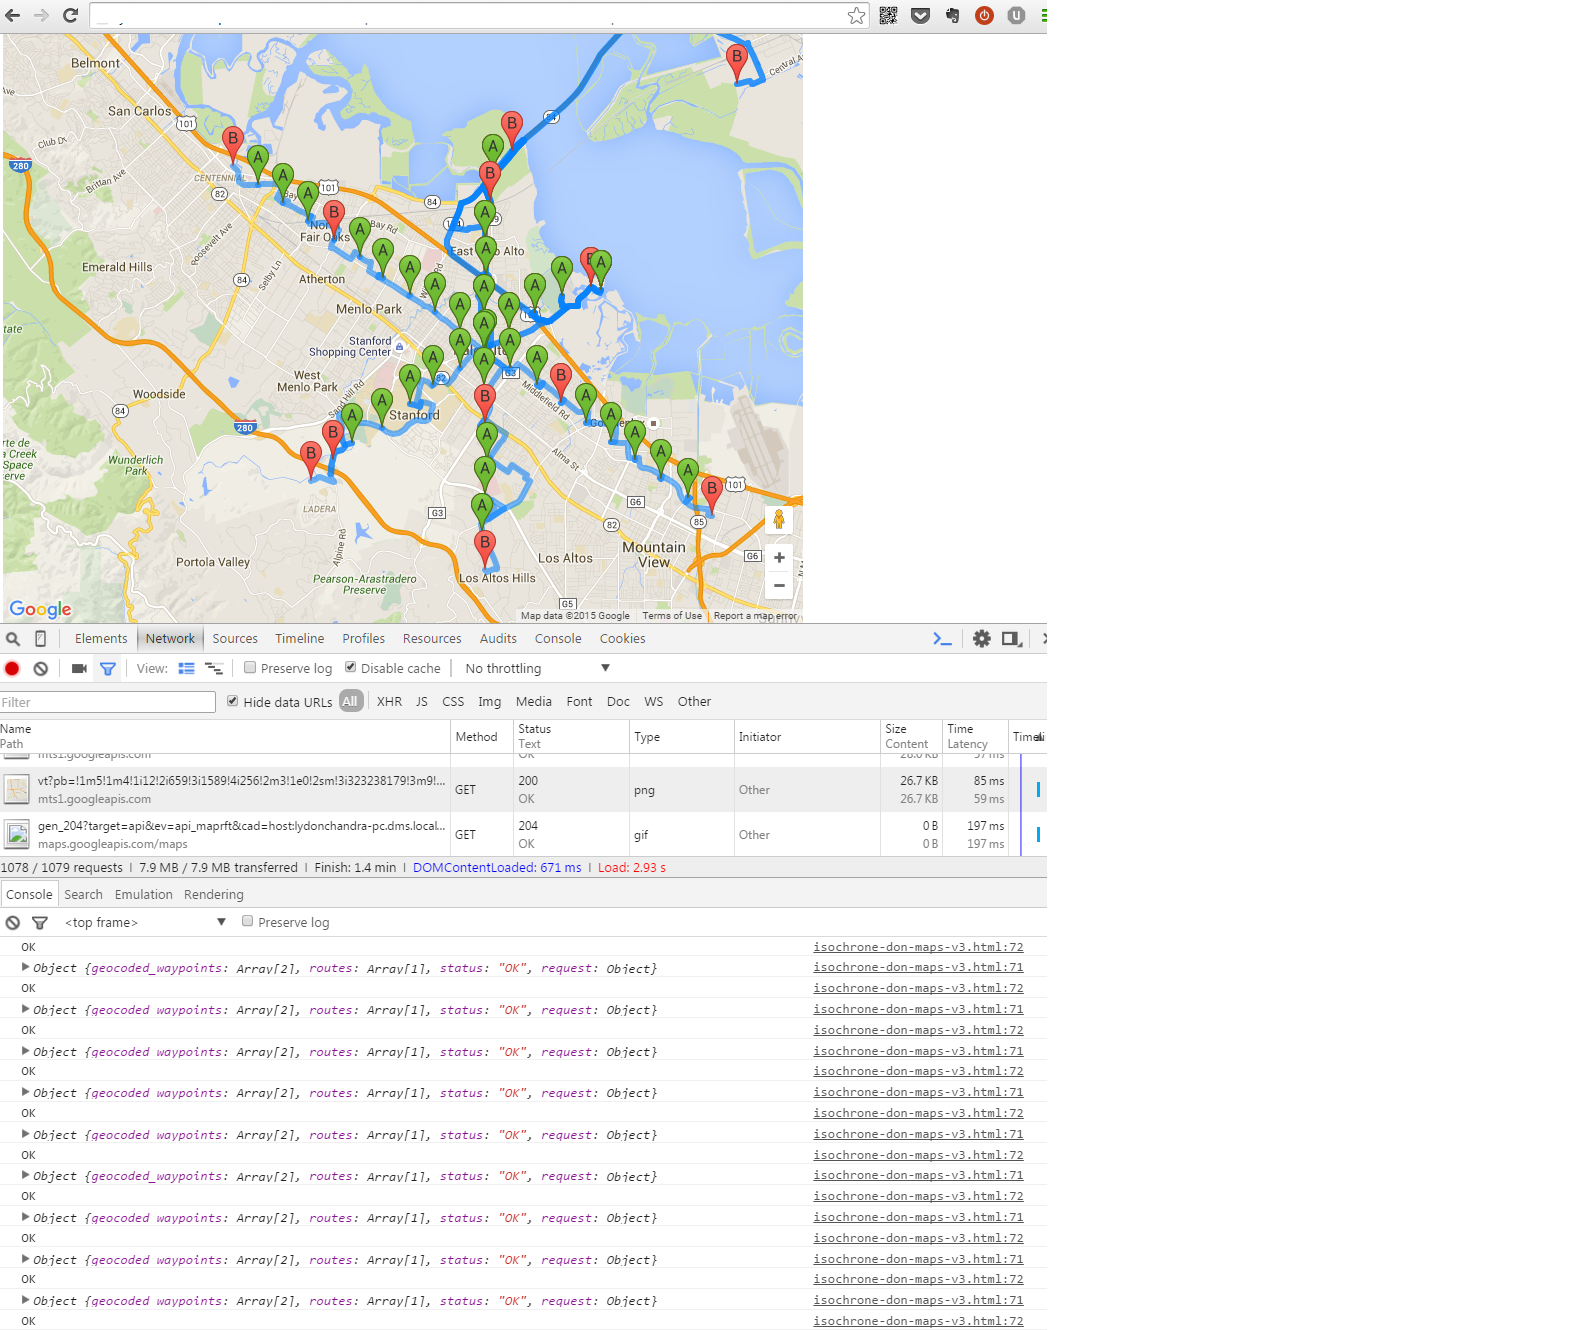 Belmont
San Carlos
101
Club Dr
280
Brittan Ave
CENTENNIAL
82
101
84
84
Central A
B
A
North
Fair Oaks
Bay Rd
Roosevelt Ave
Emerald Hills
84
Selby Ln
Atherton
East Palo Alto
Menlo Park
Stanford
Shopping Center
West
Menlo Park
82
G3
Middlefield Rd
Woodside
84
Sand Hill Rd
Stanford
280
Alma St
Wunderlich
Park
rte de
a Creek
Space
serve
LADERA
G3
G6
101
82
85
Alpine Rd
Portola Valley
Pearson-Arastradero
Preserve
Los Altos
Los Altos Hills
Mountain
View
G6
G5
Google
Map data ©2015 Google
Terms of Use
Report a map error
Elements Network Sources Timeline Profiles Resources Audits Console Cookies
View: Preserve log Disable cache No throttling
Filter Hide data URLs All XHR JS CSS Img Media Font Doc WS Other
Name Method Status Type Initiator Size Time
Path Text Content Latency
mts1.googleapis.com OK 28.0 KB 57 ms
vt?pb=!1m5!1m4!1i12!2i659!3i1589!4i256!2m3!1e0!2sm!3i323238179!3m9!... GET 200 png Other 26.7 KB 85 ms
mts1.googleapis.com OK 26.7 KB 59 ms
gen_204?target=api&ev=api_maprft&cad=host:lydonchandra-pc.dms.local... GET 204 gif Other 0 B 197 ms
maps.googleapis.com/maps OK 0 B 197 ms
1078 / 1079 requests | 7.9 MB / 7.9 MB transferred | Finish: 1.4 min | DOMContentLoaded: 671 ms | Load: 2.93 s
Console Search Emulation Rendering
<top frame> Preserve log
OK isochrone-don-maps-v3.html:72
Object {geocoded_waypoints: Array[2], routes: Array[1], status: "OK", request: Object} isochrone-don-maps-v3.html:71
OK isochrone-don-maps-v3.html:72
Object {geocoded_waypoints: Array[2], routes: Array[1], status: "OK", request: Object} isochrone-don-maps-v3.html:71
OK isochrone-don-maps-v3.html:72
Object {geocoded_waypoints: Array[2], routes: Array[1], status: "OK", request: Object} isochrone-don-maps-v3.html:71
OK isochrone-don-maps-v3.html:72
Object {geocoded_waypoints: Array[2], routes: Array[1], status: "OK", request: Object} isochrone-don-maps-v3.html:71
OK isochrone-don-maps-v3.html:72
Object {geocoded_waypoints: Array[2], routes: Array[1], status: "OK", request: Object} isochrone-don-maps-v3.html:71
OK isochrone-don-maps-v3.html:72
Object {geocoded_waypoints: Array[2], routes: Array[1], status: "OK", request: Object} isochrone-don-maps-v3.html:71
OK isochrone-don-maps-v3.html:72
Object {geocoded_waypoints: Array[2], routes: Array[1], status: "OK", request: Object} isochrone-don-maps-v3.html:71
OK isochrone-don-maps-v3.html:72
Object {geocoded_waypoints: Array[2], routes: Array[1], status: "OK", request: Object} isochrone-don-maps-v3.html:71
OK isochrone-don-maps-v3.html:72
Object {geocoded_waypoints: Array[2], routes: Array[1], status: "OK", request: Object} isochrone-don-maps-v3.html:71
OK isochrone-don-maps-v3.html:72